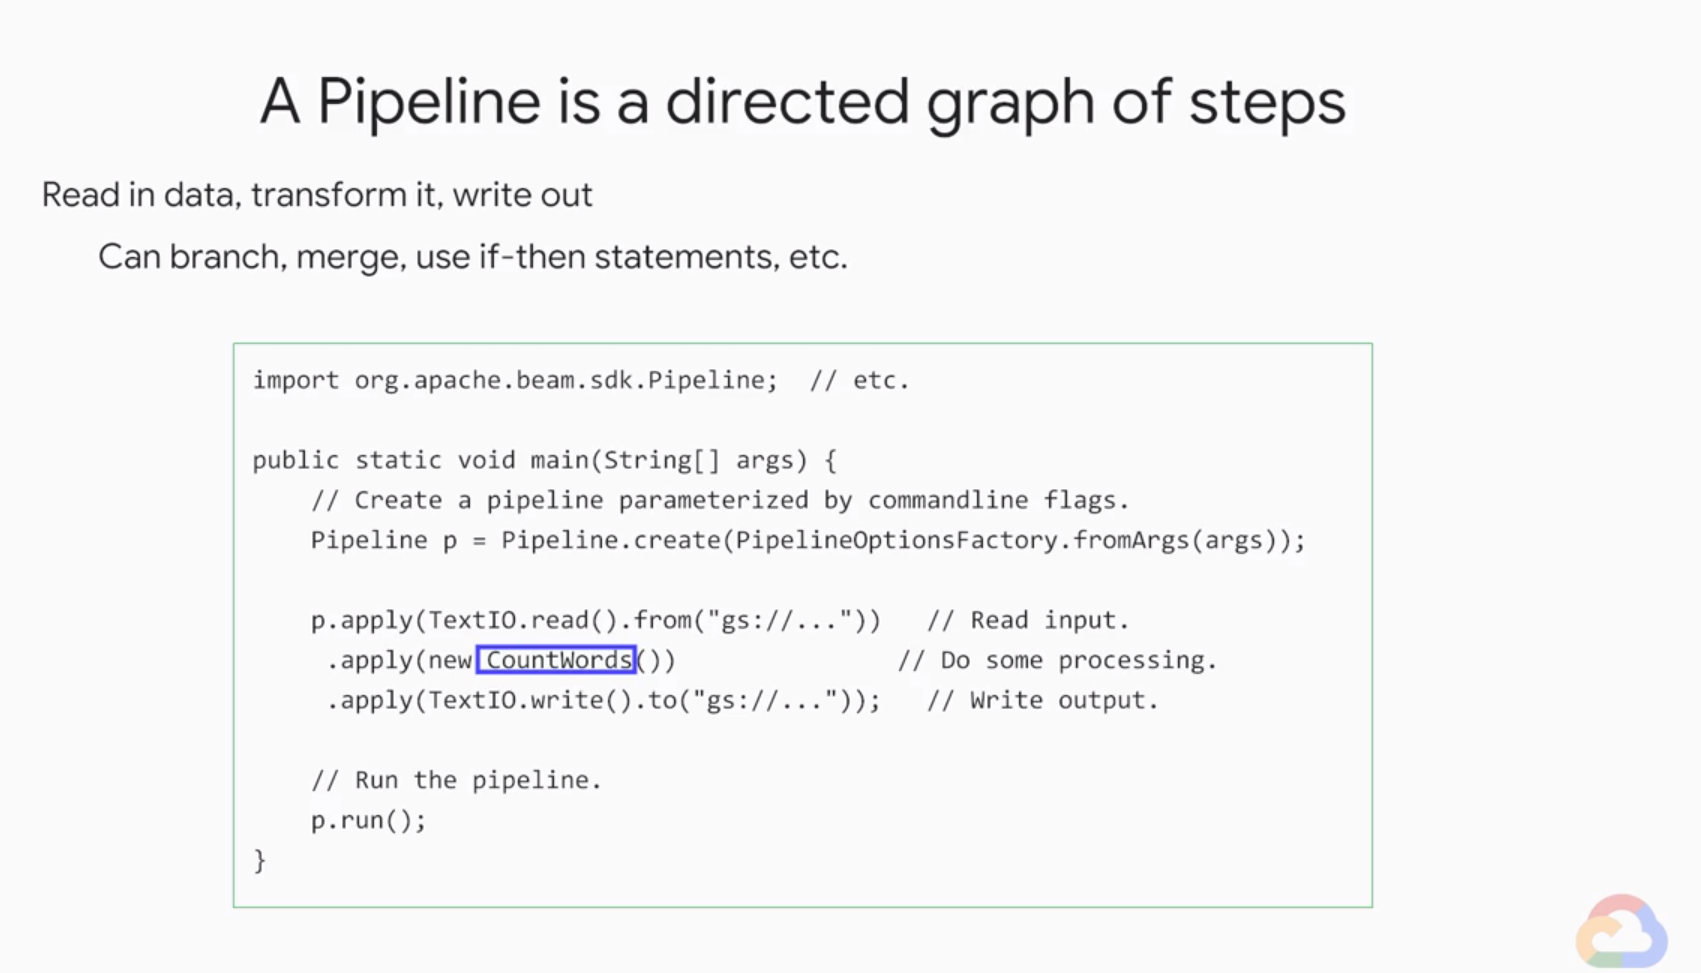 A Pipeline is a directed graph of steps
Read in data, transform it, write out
Can branch, merge, use if-then statements, etc.
import org.apache.beam.sdk.Pipeline;  // etc.
public static void main(String[] args) {
// Create a pipeline parameterized by commandline flags.
Pipeline p = Pipeline.create(PipelineOptionsFactory.fromArgs(args));
p.apply(TextIO.read().from("gs://..."))   // Read input.
.apply(new CountWords())               // Do some processing.
.apply(TextIO.write().to("gs://..."));   // Write output.
// Run the pipeline.
p.run();
}